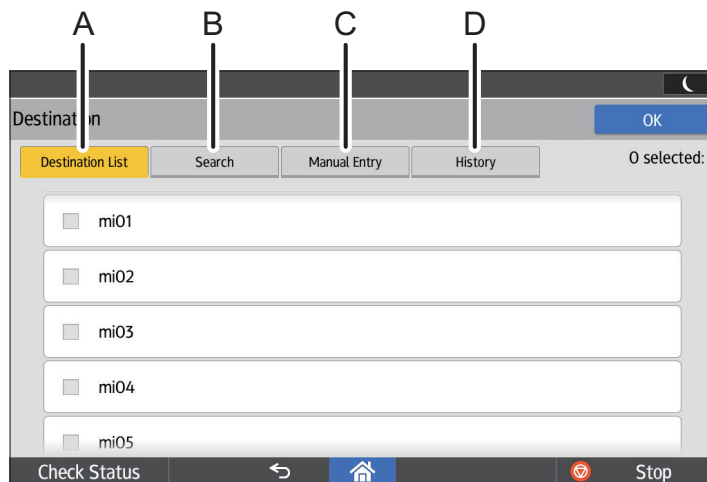 A B C D
Destination OK
Destination List Search Manual Entry History 0 selected:
mi01
mi02
mi03
mi04
mi05
Check Status Stop